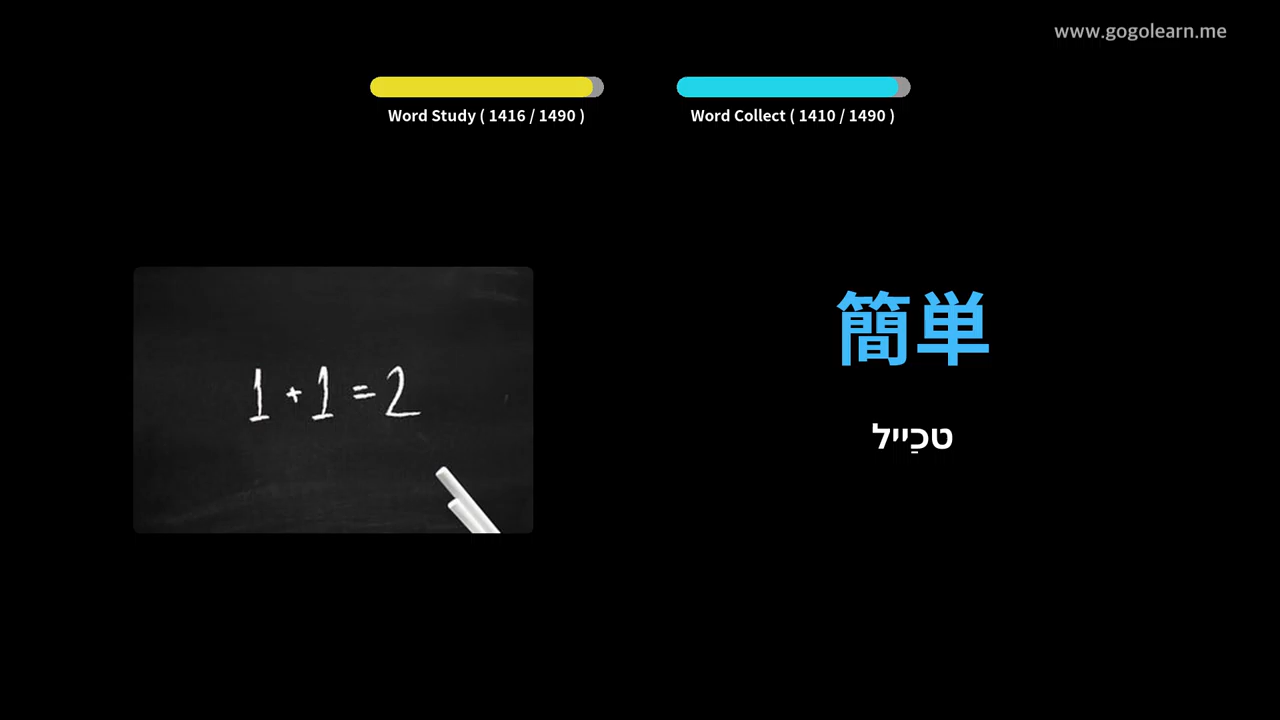 www.gogolearn.me
Word Study ( 1416 / 1490 )
Word Collect ( 1410 / 1490 )
簡単
1 + 1 = 2
טכַייל